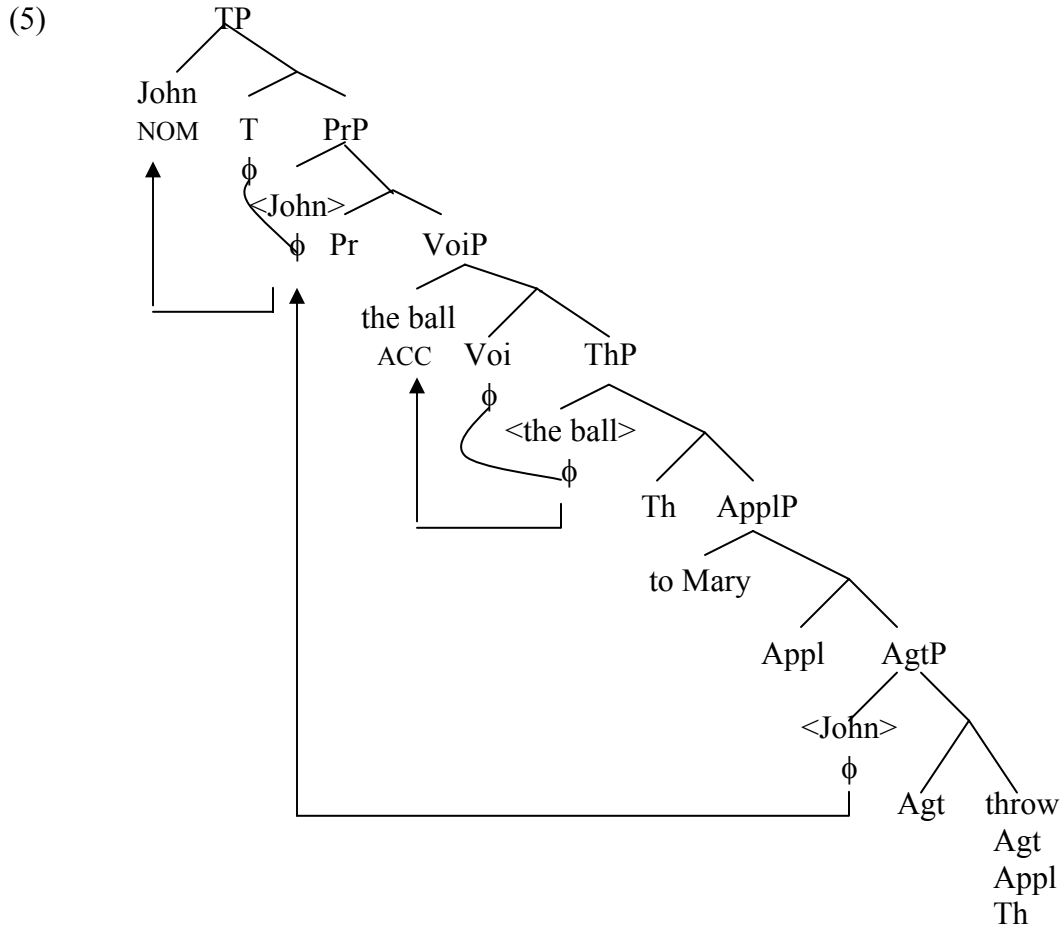 (5) TP
John
NOM T PrP
ϕ
<John>
ϕ Pr VoiP
the ball
ACC Voi ThP
ϕ
<the ball>
ϕ
Th ApplP
to Mary
Appl AgtP
<John>
ϕ
Agt throw
Agt
Appl
Th